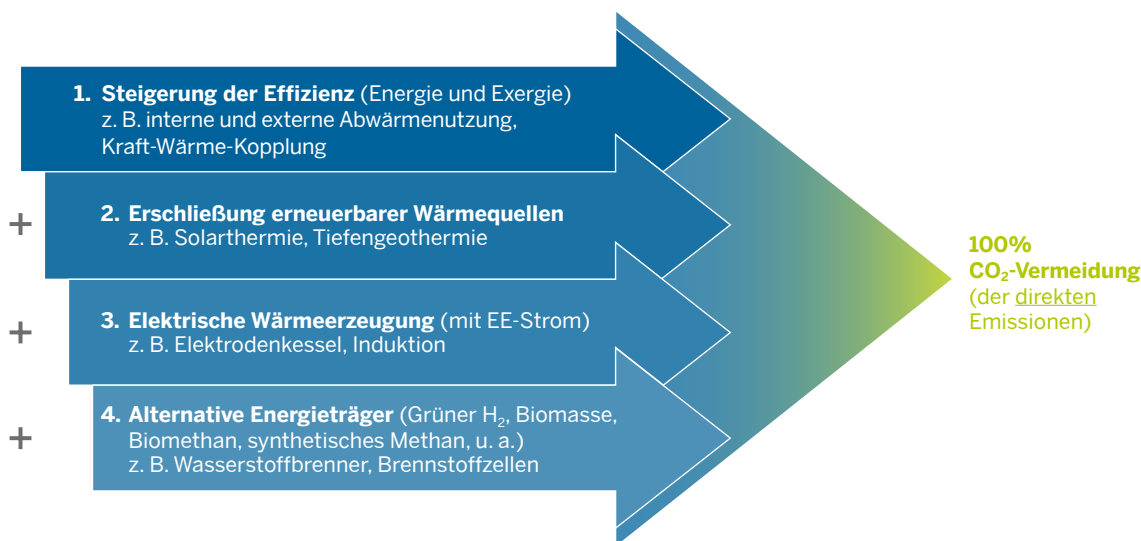 1. Steigerung der Effizienz (Energie und Exergie)
z. B. interne und externe Abwärmenutzung,
Kraft-Wärme-Kopplung
+
2. Erschließung erneuerbarer Wärmequellen
z. B. Solarthermie, Tiefengeothermie
+
3. Elektrische Wärmeerzeugung (mit EE-Strom)
z. B. Elektrodenkessel, Induktion
+
4. Alternative Energieträger (Grüner H₂, Biomasse,
Biomethan, synthetisches Methan, u. a.)
z. B. Wasserstoffbrenner, Brennstoffzellen
100%
CO₂-Vermeidung
(der direkten
Emissionen)